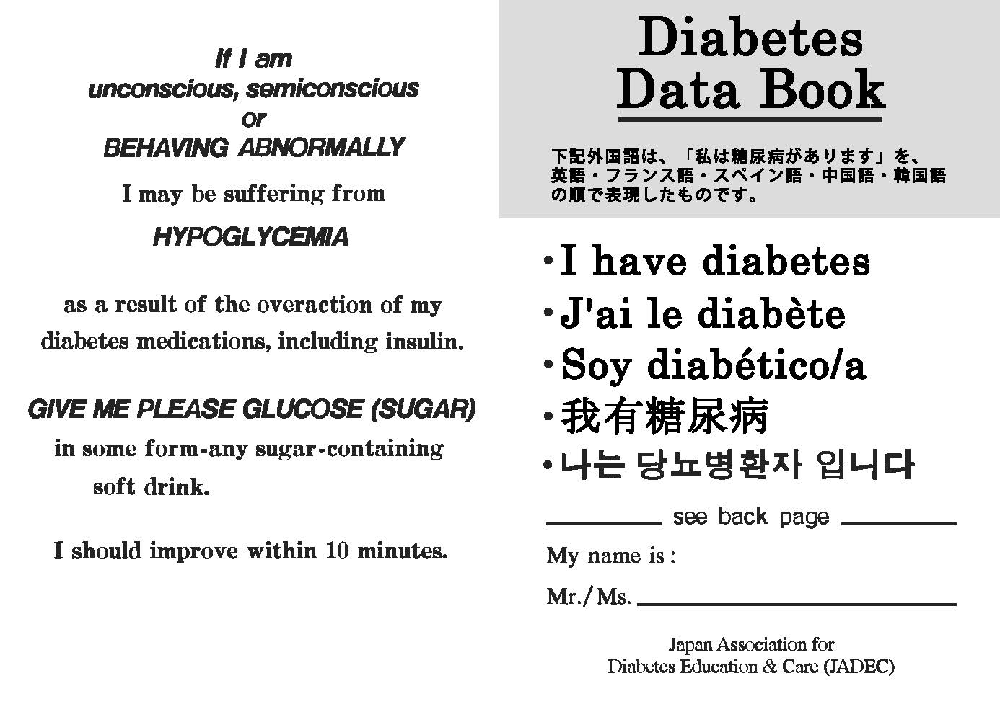 If I am
unconscious, semiconscious
or
BEHAVING ABNORMALLY
I may be suffering from
HYPOGLYCEMIA
as a result of the overaction of my
diabetes medications, including insulin.
GIVE ME PLEASE GLUCOSE (SUGAR)
in some form-any sugar-containing
soft drink.
I should improve within 10 minutes.
Diabetes
Data Book
下記外国語は、「私は糖尿病があります」を、
英語・フランス語・スペイン語・中国語・韓国語
の順で表現したものです。
・I have diabetes
・J'ai le diabète
・Soy diabético/a
・我有糖尿病
・나는 당뇨병환자 입니다
see back page
My name is :
Mr./Ms.
Japan Association for
Diabetes Education & Care (JADEC)